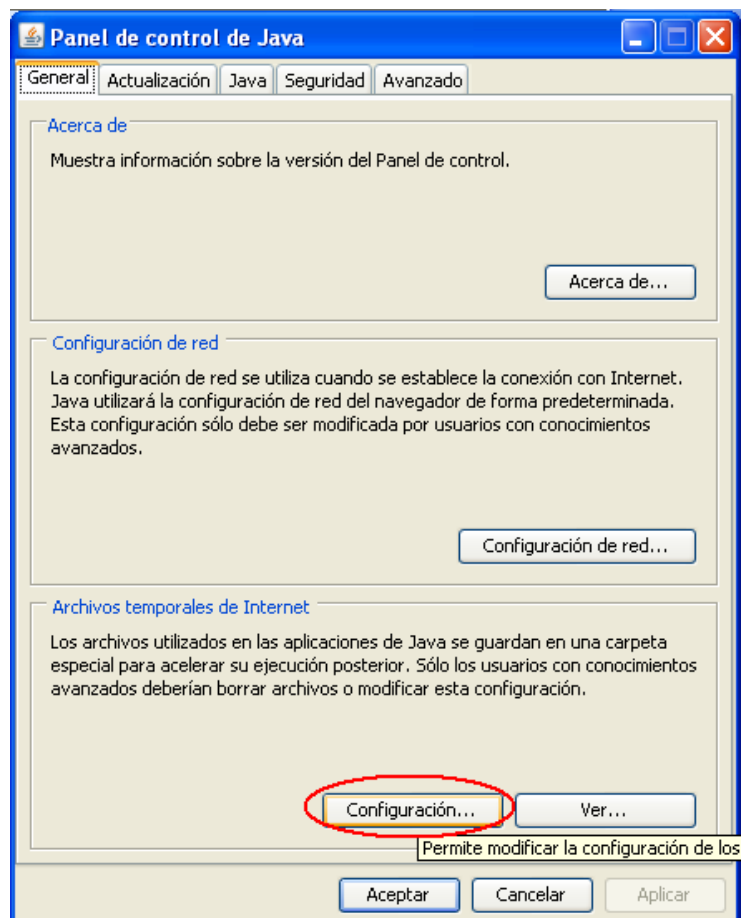 Panel de control de Java
General Actualización Java Seguridad Avanzado
Acerca de
Muestra información sobre la versión del Panel de control.
Acerca de...
Configuración de red
La configuración de red se utiliza cuando se establece la conexión con Internet.
Java utilizará la configuración de red del navegador de forma predeterminada.
Esta configuración sólo debe ser modificada por usuarios con conocimientos
avanzados.
Configuración de red...
Archivos temporales de Internet
Los archivos utilizados en las aplicaciones de Java se guardan en una carpeta
especial para acelerar su ejecución posterior. Sólo los usuarios con conocimientos
avanzados deberían borrar archivos o modificar esta configuración.
Configuración... Ver...
Permite modificar la configuración de los
Aceptar Cancelar Aplicar